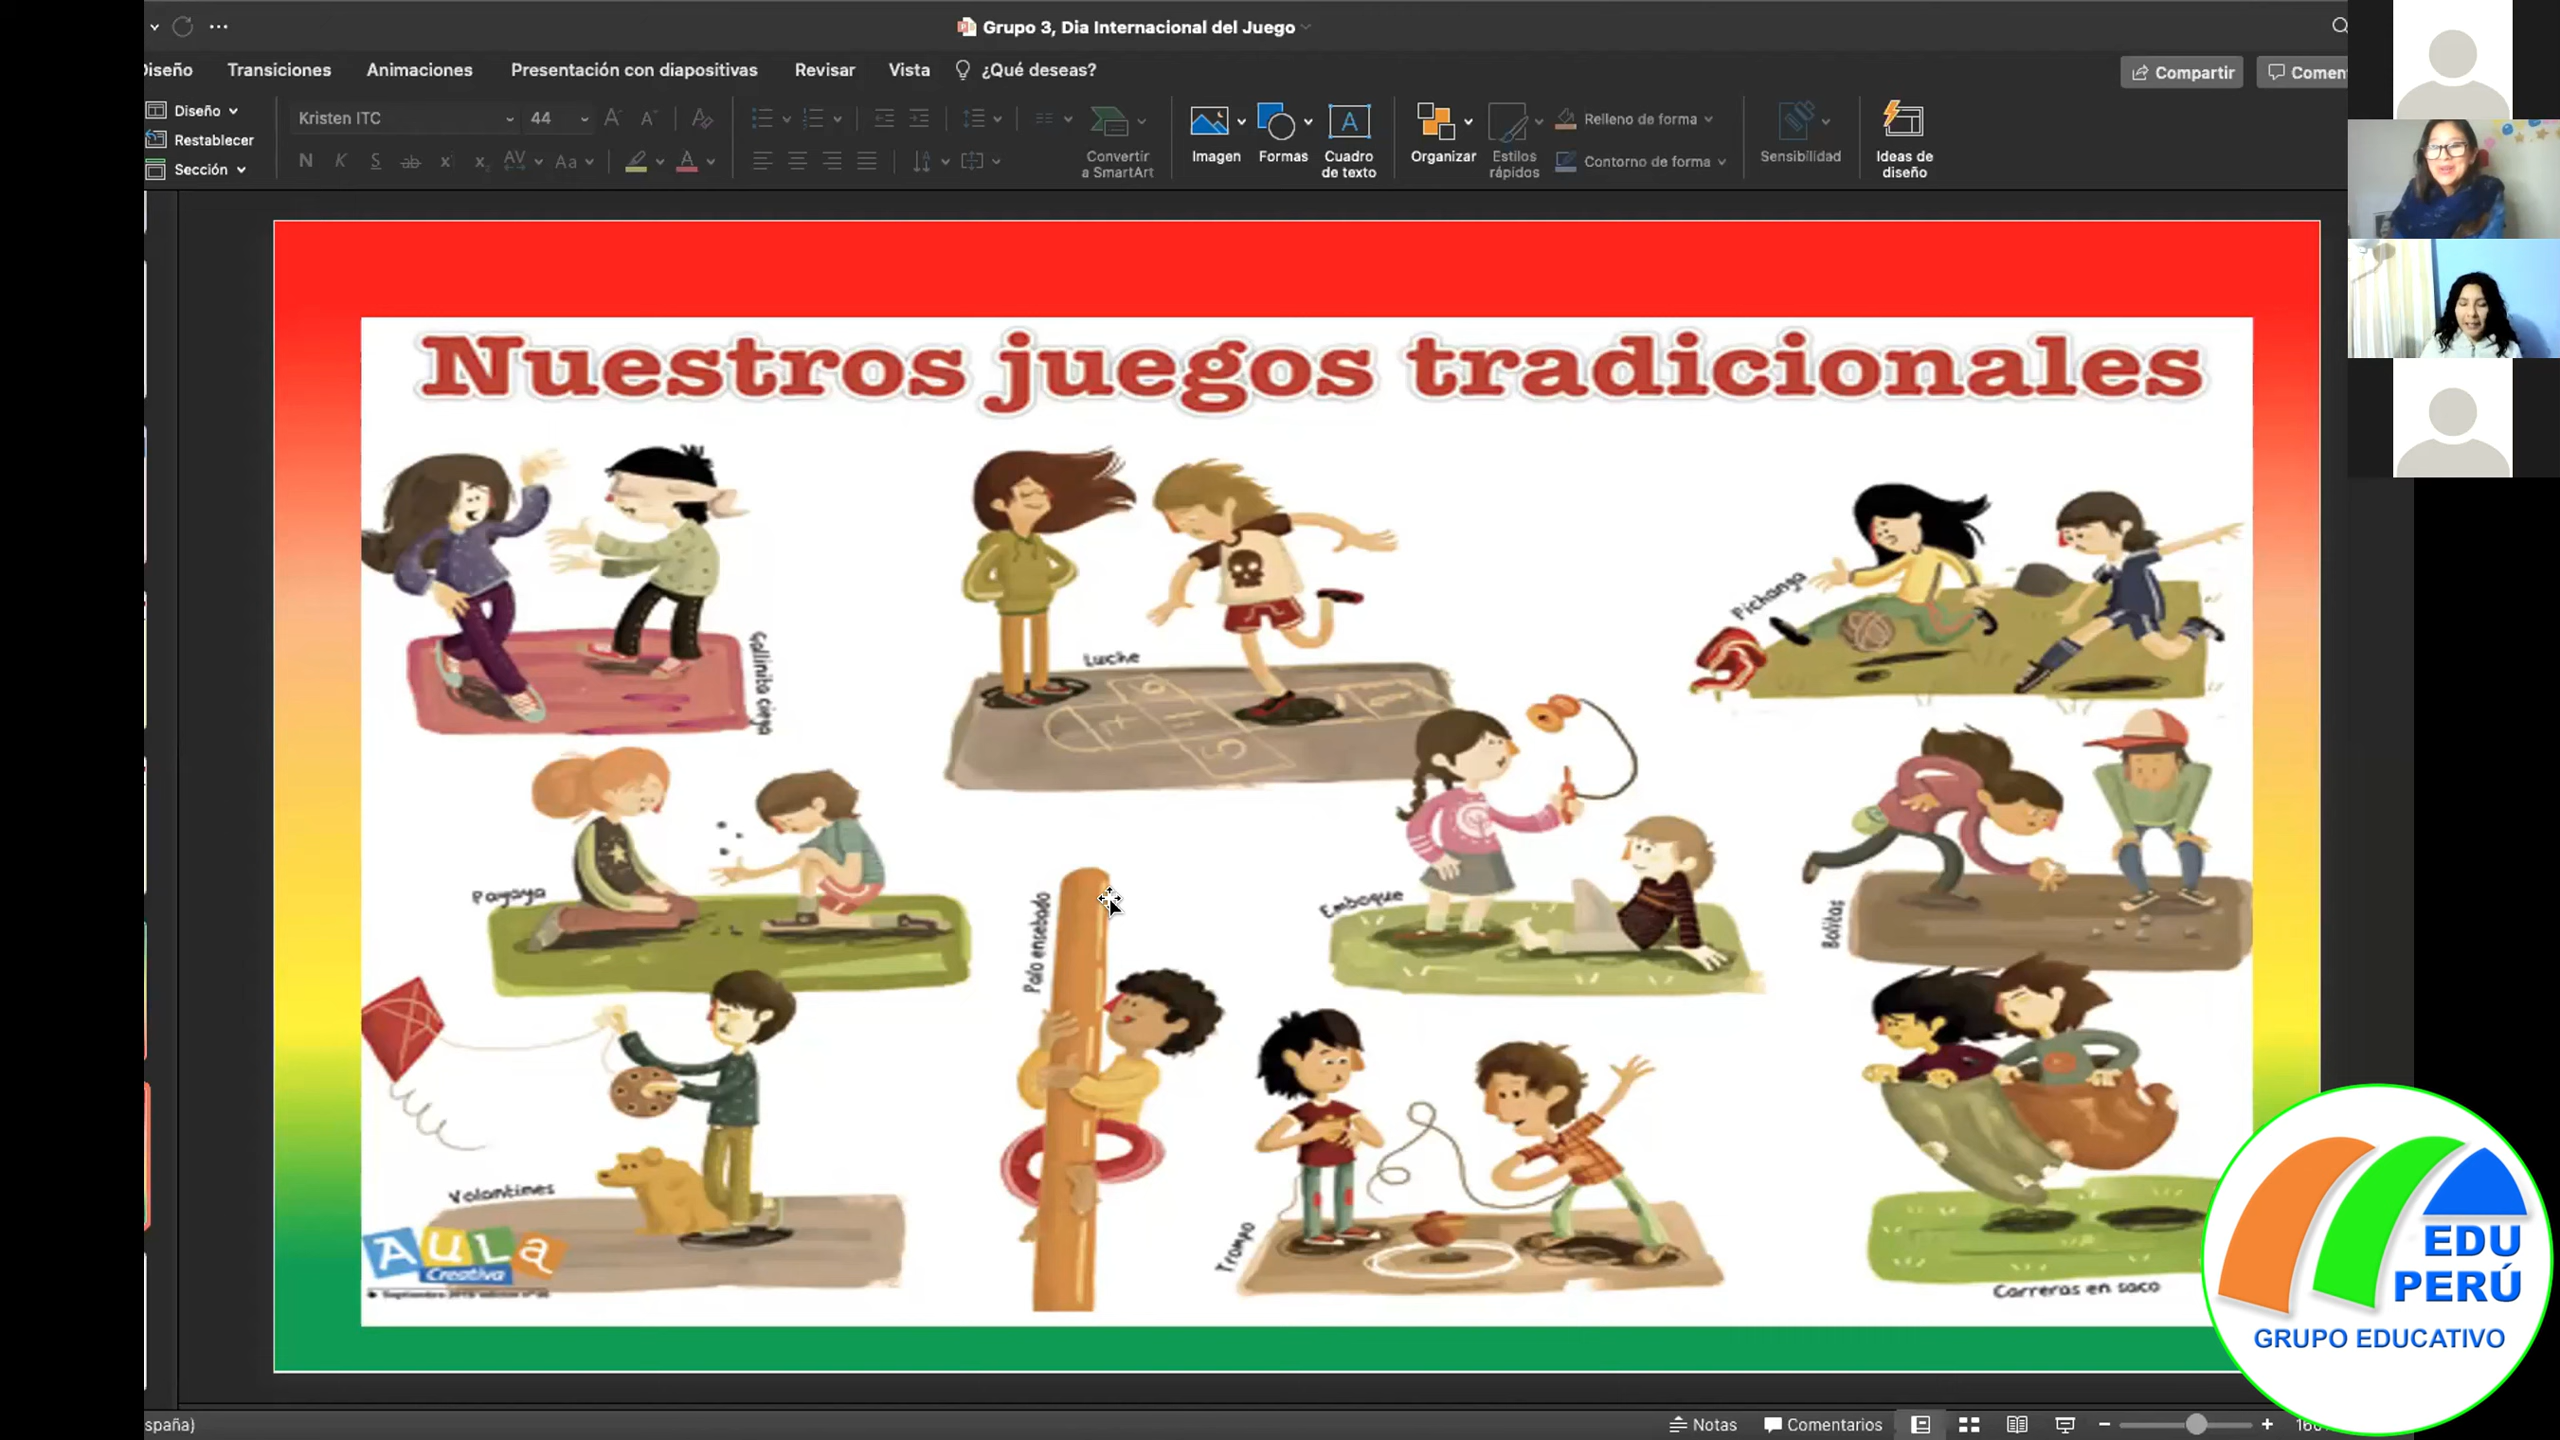 Grupo 3, Dia Internacional del Juego
Diseño Transiciones Animaciones Presentación con diapositivas Revisar Vista ¿Qué deseas?
Compartir
Diseño
Restablecer
Sección
Kristen ITC 44
Convertir a SmartArt
Imagen
Formas
Cuadro de texto
Organizar
Estilos rápidos
Relleno de forma
Contorno de forma
Sensibilidad
Ideas de diseño
Nuestros juegos tradicionales
Gallinita ciega
Luche
Pichanga
Payaya
Palo ensebado
Emboque
Bolitas
Volantines
Trompo
Carreras en saco
AULA
Creativa
EDU
PERÚ
GRUPO EDUCATIVO
Notas Comentarios